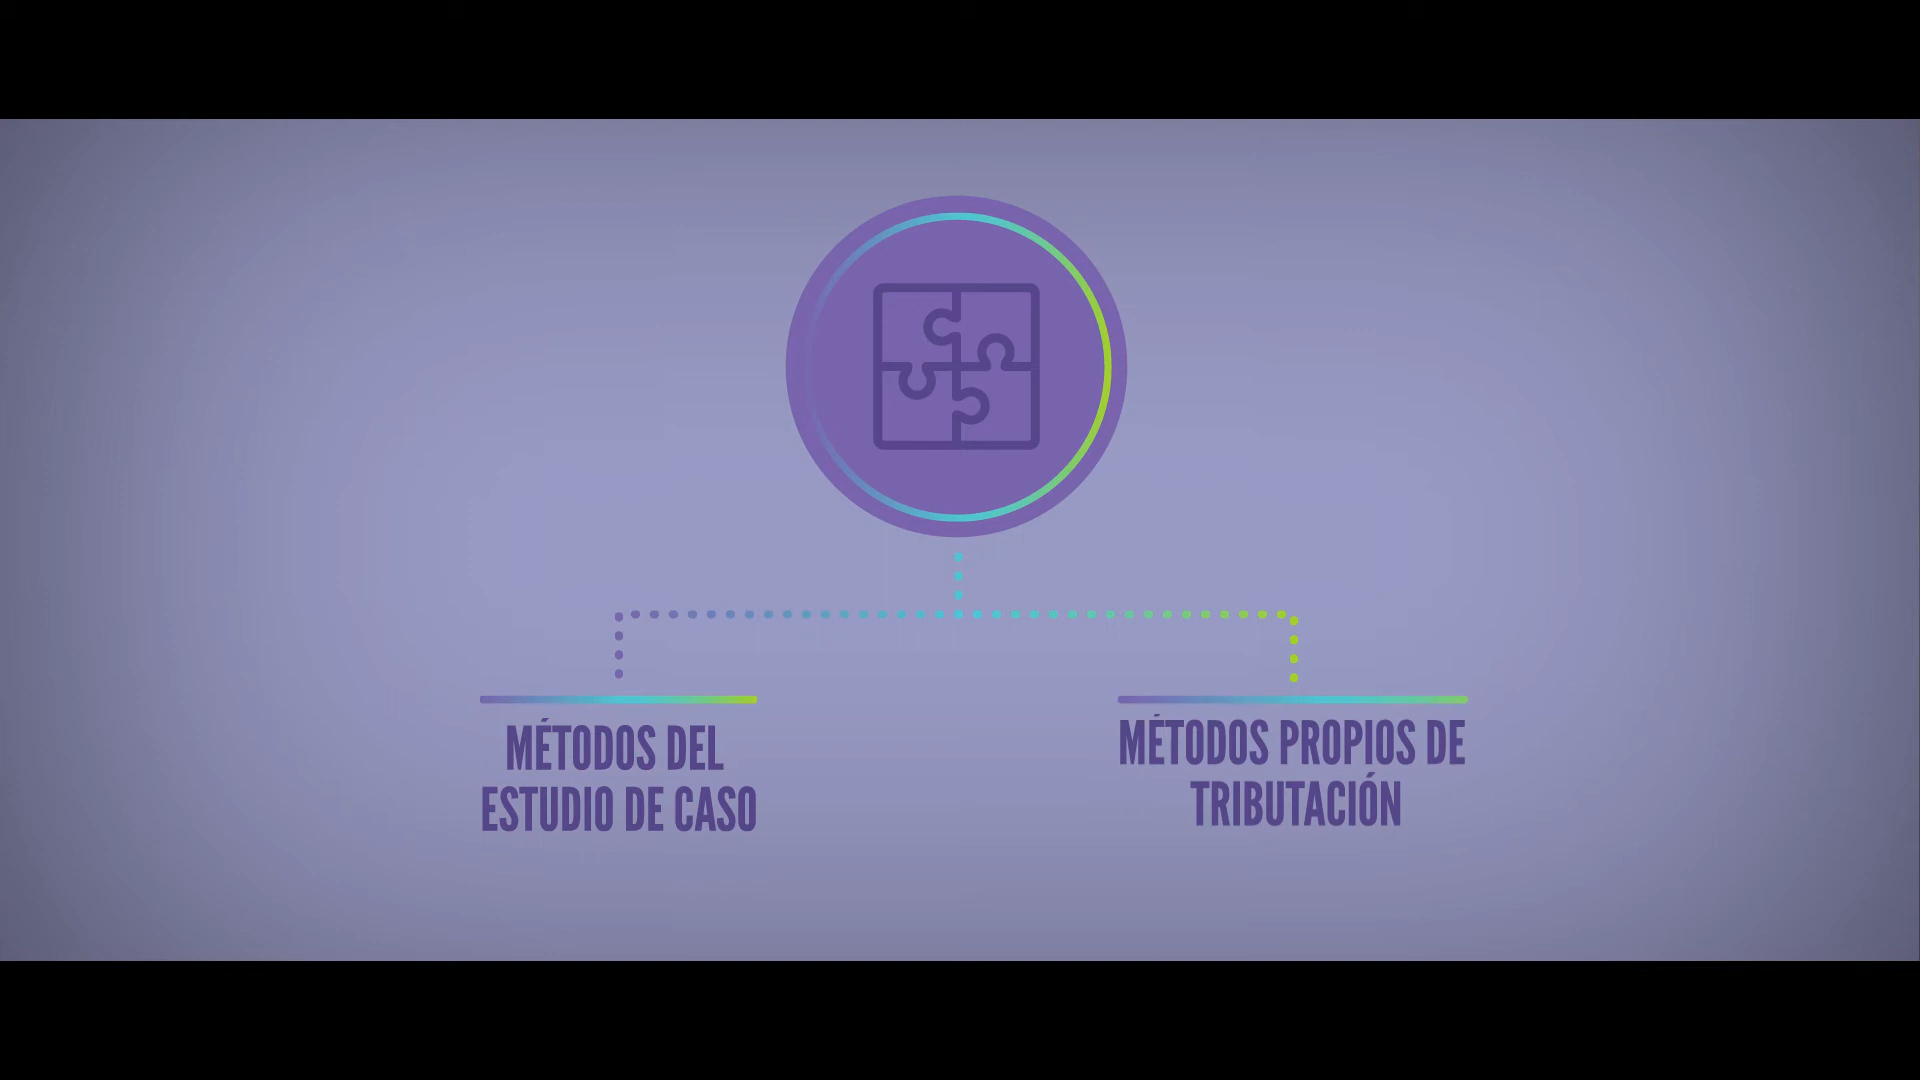 MÉTODOS DEL
ESTUDIO DE CASO
MÉTODOS PROPIOS DE
TRIBUTACIÓN